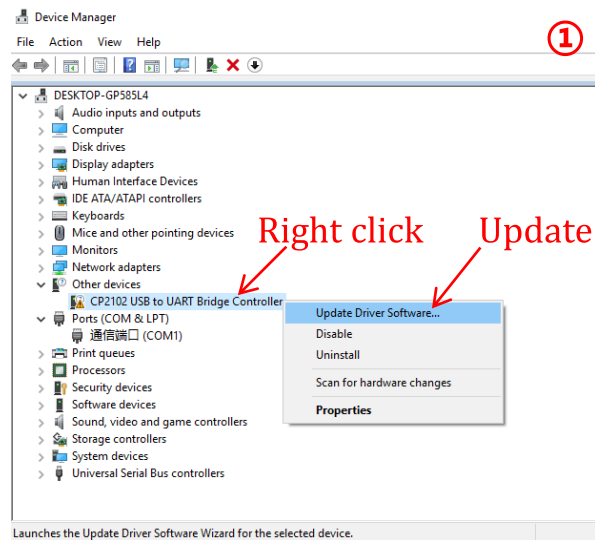 Device Manager
File Action View Help
①
DESKTOP-GP585L4
Audio inputs and outputs
Computer
Disk drives
Display adapters
Human Interface Devices
IDE ATA/ATAPI controllers
Keyboards
Mice and other pointing devices
Right click
Update
Monitors
Network adapters
Other devices
CP2102 USB to UART Bridge Controller
Update Driver Software...
Ports (COM & LPT)
Disable
通信端口 (COM1)
Print queues
Uninstall
Processors
Security devices
Scan for hardware changes
Software devices
Properties
Sound, video and game controllers
Storage controllers
System devices
Universal Serial Bus controllers
Launches the Update Driver Software Wizard for the selected device.